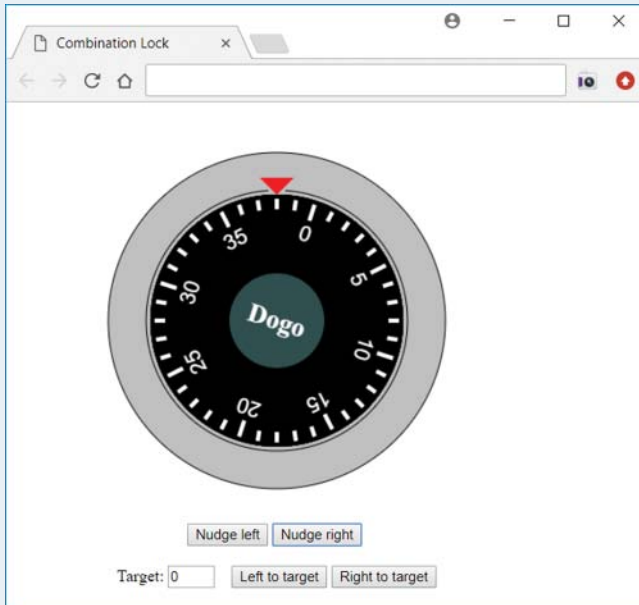 Combination Lock
0
5
10
15
20
25
30
35
Dogo
Nudge left Nudge right
Target: 0 Left to target Right to target